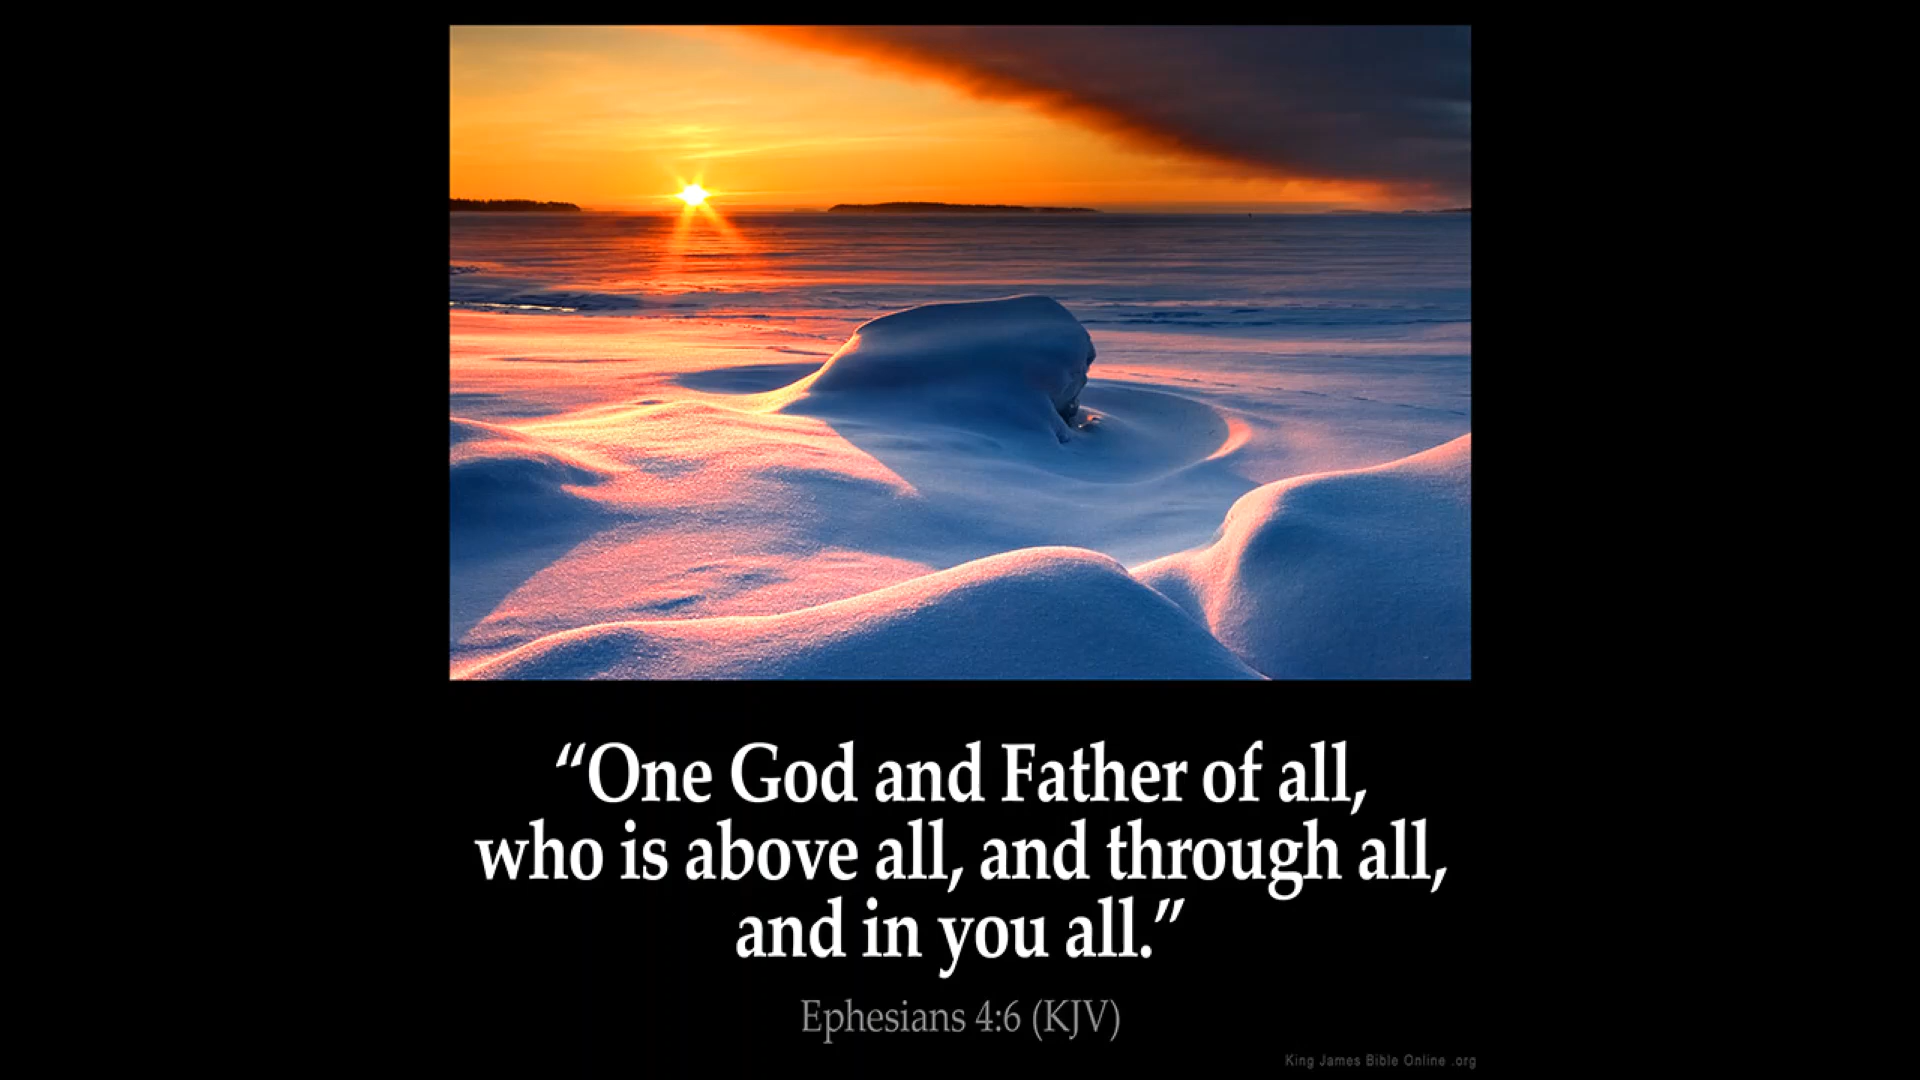 “One God and Father of all,
who is above all, and through all,
and in you all.”
Ephesians 4:6 (KJV)
King James Bible Online .org